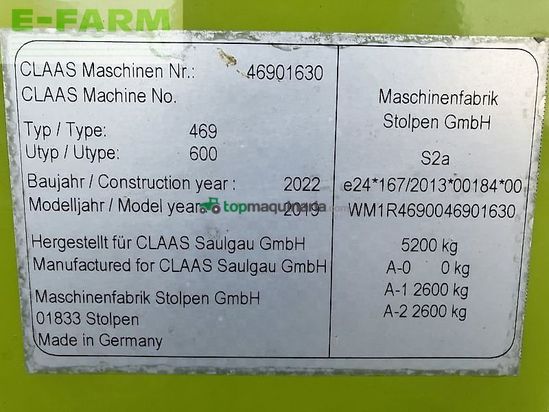 E-FARM
CLAAS Maschinen Nr.: 46901630
CLAAS Machine No.
Typ / Type: 469
Utyp / Utype: 600
Baujahr / Construction year : 2022
Modelljahr / Model year: 2019
topmaquinaria.com
Hergestellt für CLAAS Saulgau GmbH
Manufactured for CLAAS Saulgau GmbH
Maschinenfabrik Stolpen GmbH
01833 Stolpen
Made in Germany
Maschinenfabrik
Stolpen GmbH
S2a
e24*167/2013*00184*00
WM1R4690046901630
5200 kg
A-0 0 kg
A-1 2600 kg
A-2 2600 kg